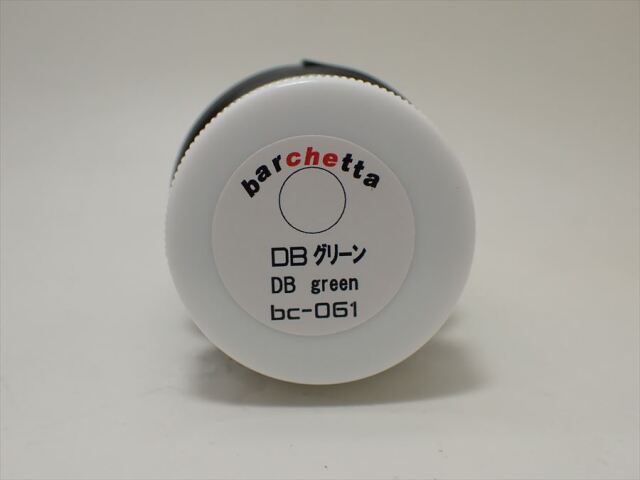 barchetta
DB グリーン
DB green
bc-061